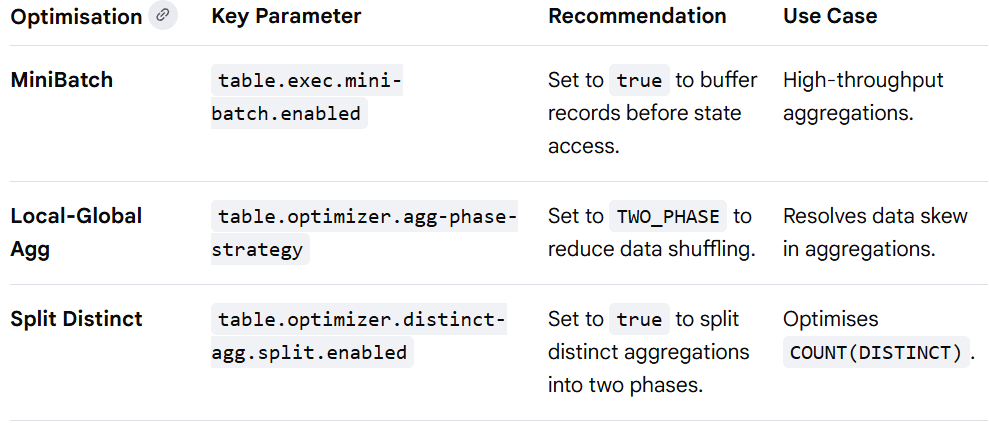 Optimisation Key Parameter Recommendation Use Case
MiniBatch
table.exec.mini-
batch.enabled
Set to true to buffer
records before state
access.
High-throughput
aggregations.
Local-Global
Agg
table.optimizer.agg-phase-
strategy
Set to TWO_PHASE to
reduce data shuffling.
Resolves data skew
in aggregations.
Split Distinct
table.optimizer.distinct-
agg.split.enabled
Set to true to split
distinct aggregations
into two phases.
Optimises
COUNT(DISTINCT).